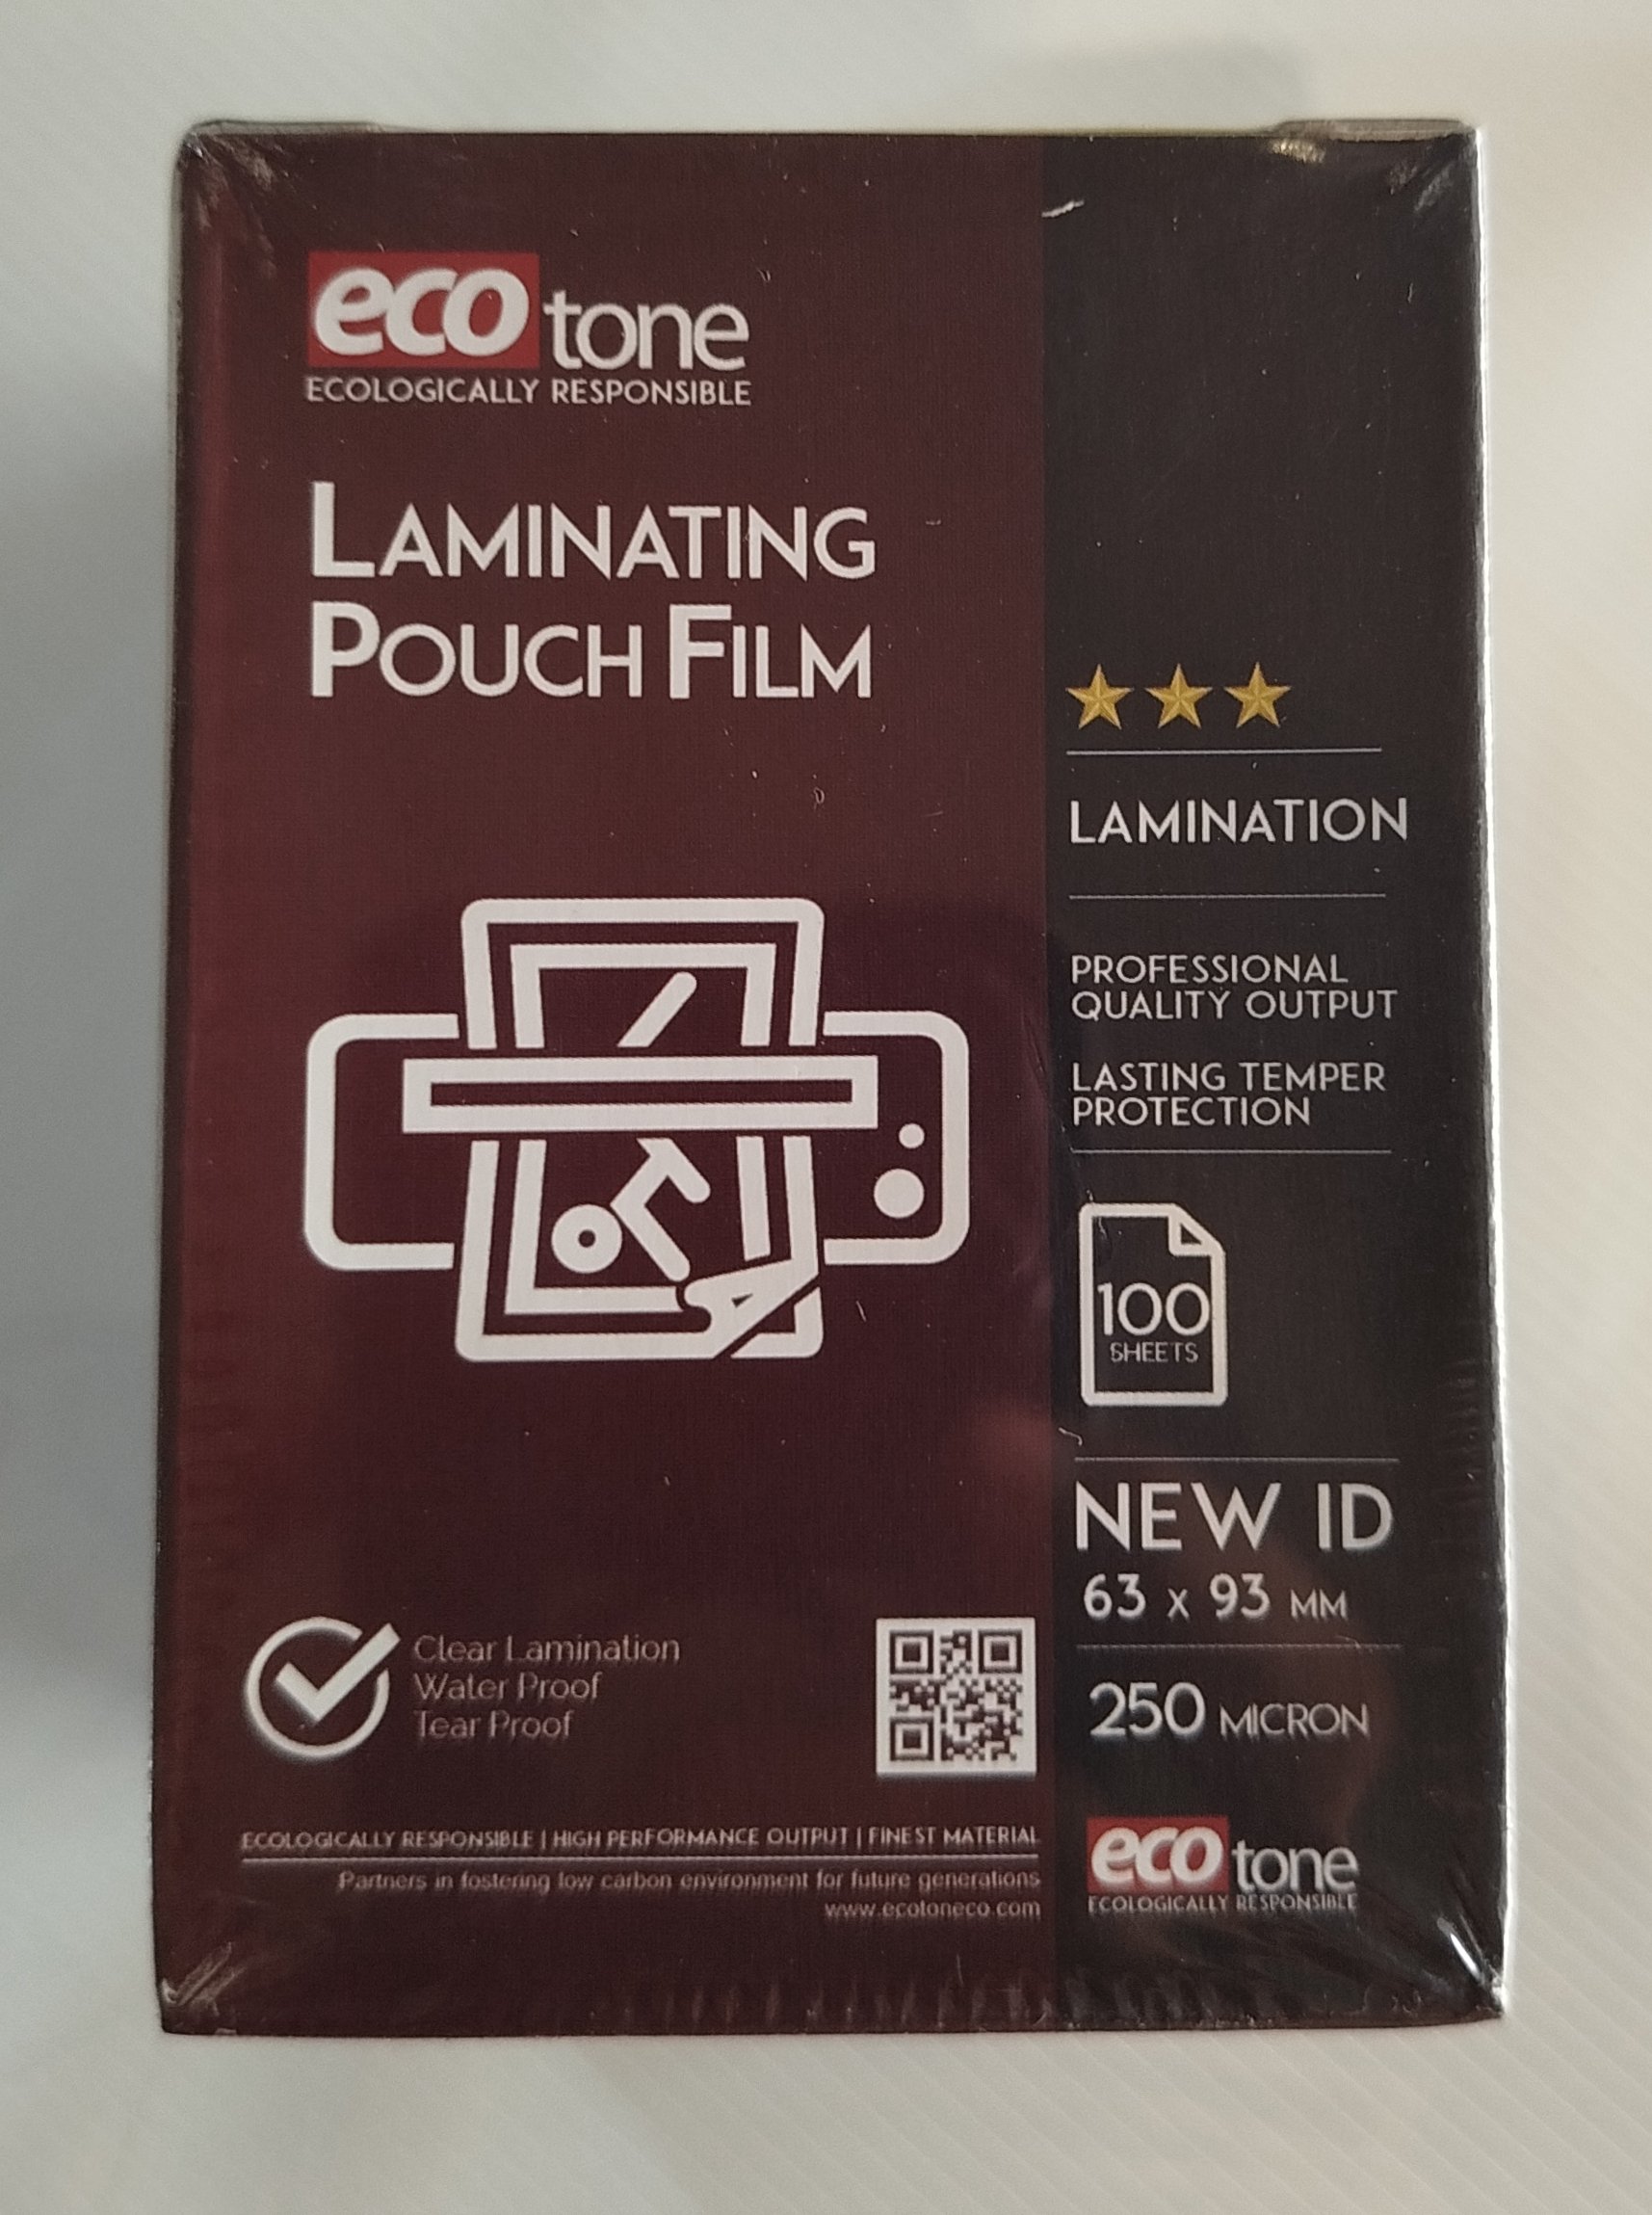 eco tone
ECOLOGICALLY RESPONSIBLE
LAMINATING
POUCH FILM
LAMINATION
PROFESSIONAL
QUALITY OUTPUT
LASTING TEMPER
PROTECTION
100
SHEETS
NEW ID
63 x 93 MM
250 MICRON
Clear Lamination
Water Proof
Tear Proof
ECOLOGICALLY RESPONSIBLE | HIGH PERFORMANCE OUTPUT | FINEST MATERIAL
Partners in fostering low carbon environment for future generations
www.ecotoneco.com
eco tone
ECOLOGICALLY RESPONSIBLE